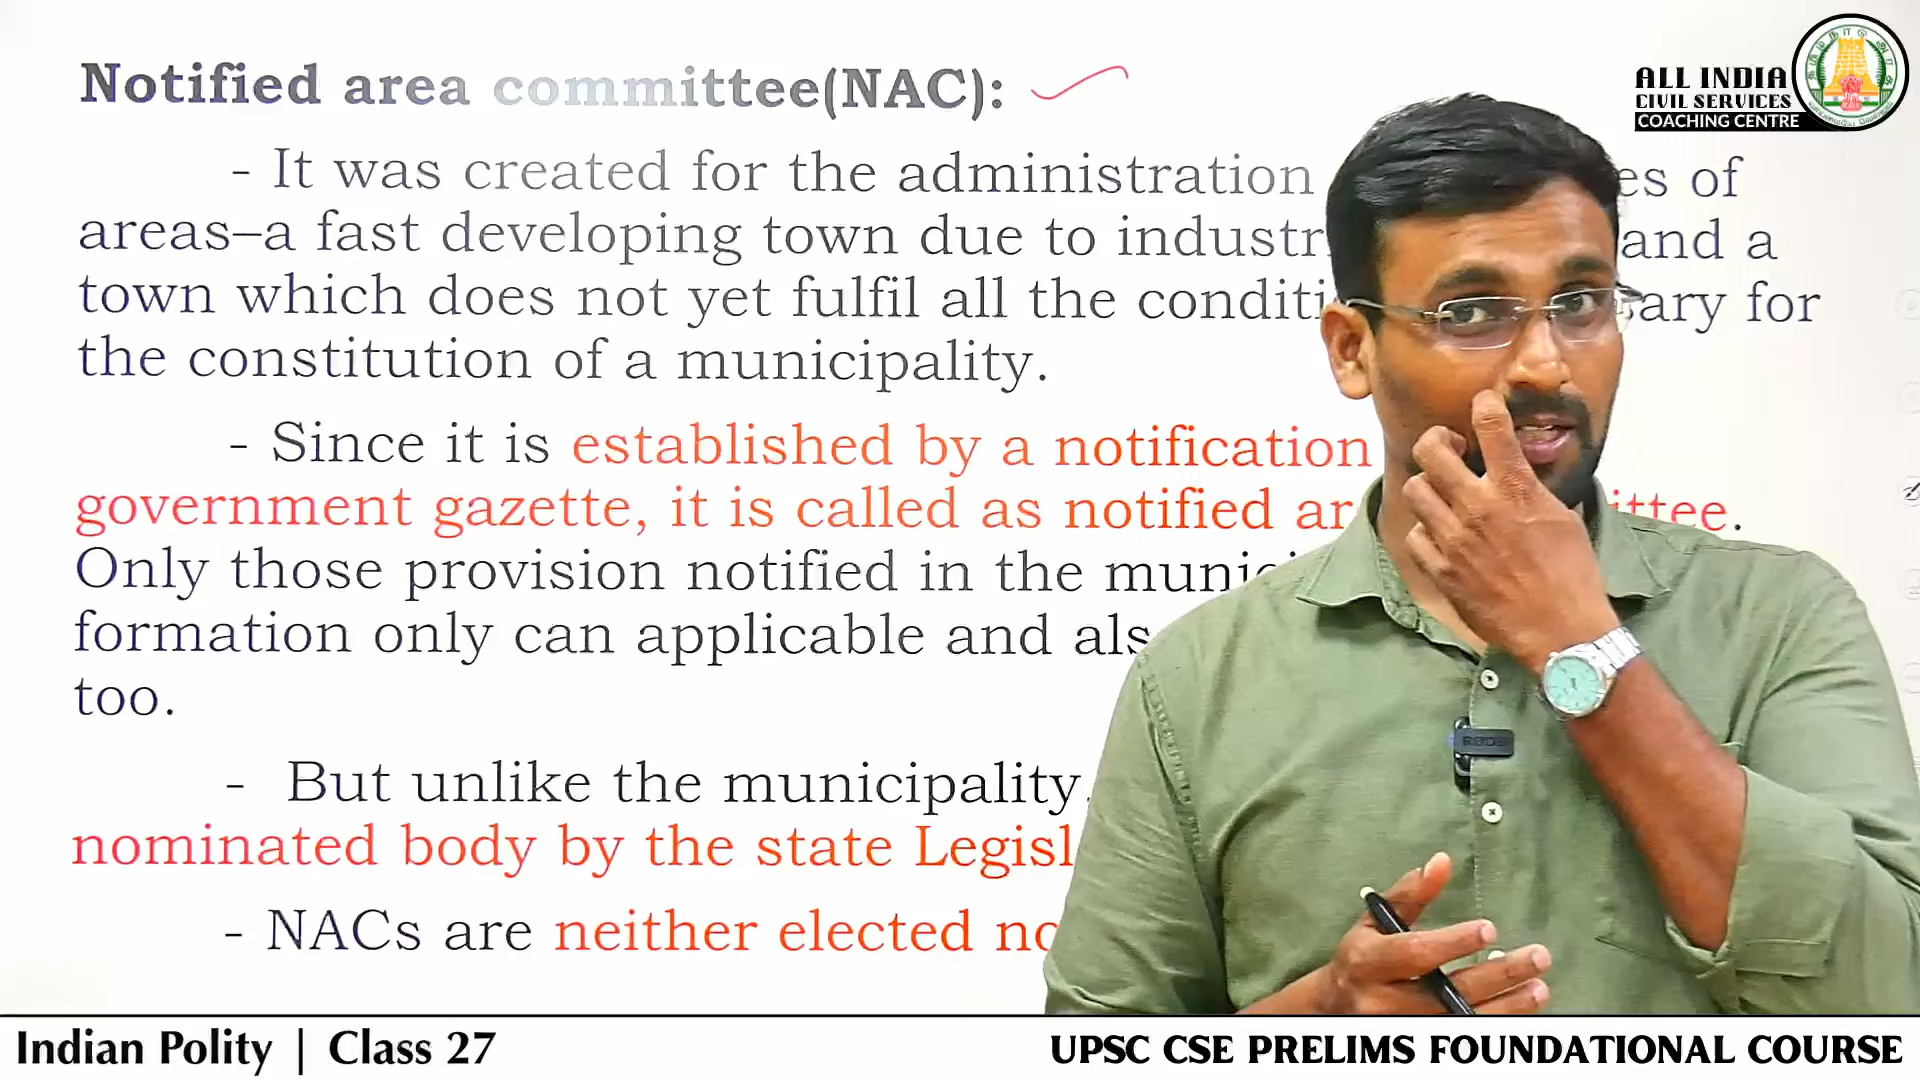 Notified area committee(NAC):
- It was created for the administration es of
areas–a fast developing town due to industr and a
town which does not yet fulfil all the conditi ary for
the constitution of a municipality.
- Since it is established by a notification
government gazette, it is called as notified ar ittee.
Only those provision notified in the munic
formation only can applicable and als
too.
- But unlike the municipality,
nominated body by the state Legisl
- NACs are neither elected no
ALL INDIA
CIVIL SERVICES
COACHING CENTRE
RODE
Indian Polity | Class 27
UPSC CSE PRELIMS FOUNDATIONAL COURSE